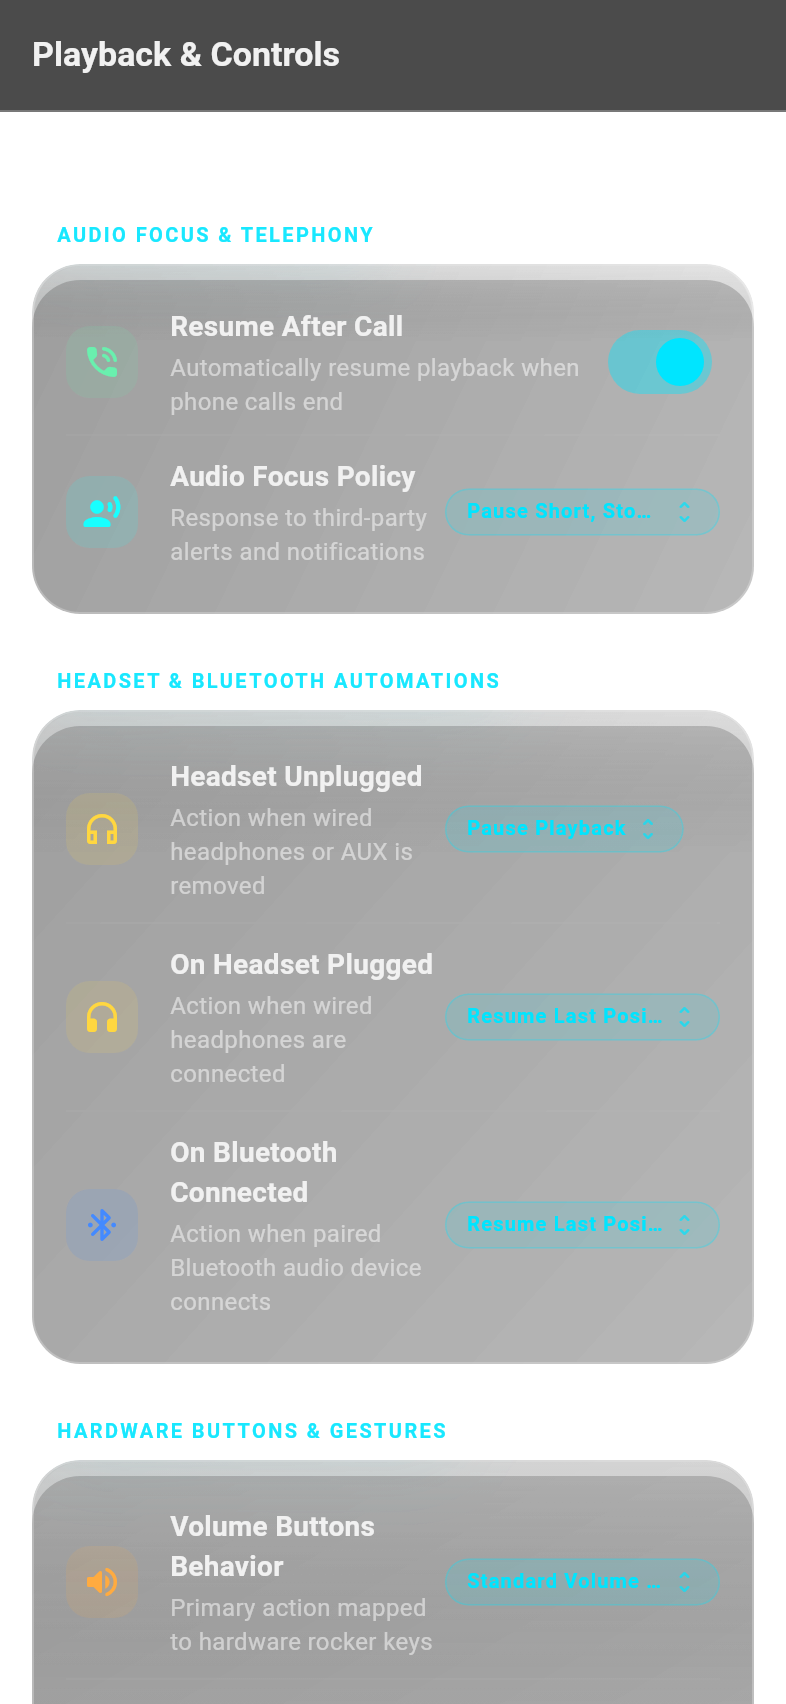 Playback & Controls
AUDIO FOCUS & TELEPHONY
Resume After Call
Automatically resume playback when
phone calls end
Audio Focus Policy
Response to third-party
alerts and notifications
Pause Short, Sto…
HEADSET & BLUETOOTH AUTOMATIONS
Headset Unplugged
Action when wired
headphones or AUX is
removed
Pause Playback
On Headset Plugged
Action when wired
headphones are
connected
Resume Last Posi…
On Bluetooth
Connected
Action when paired
Bluetooth audio device
connects
Resume Last Posi…
HARDWARE BUTTONS & GESTURES
Volume Buttons
Behavior
Primary action mapped
to hardware rocker keys
Standard Volume …